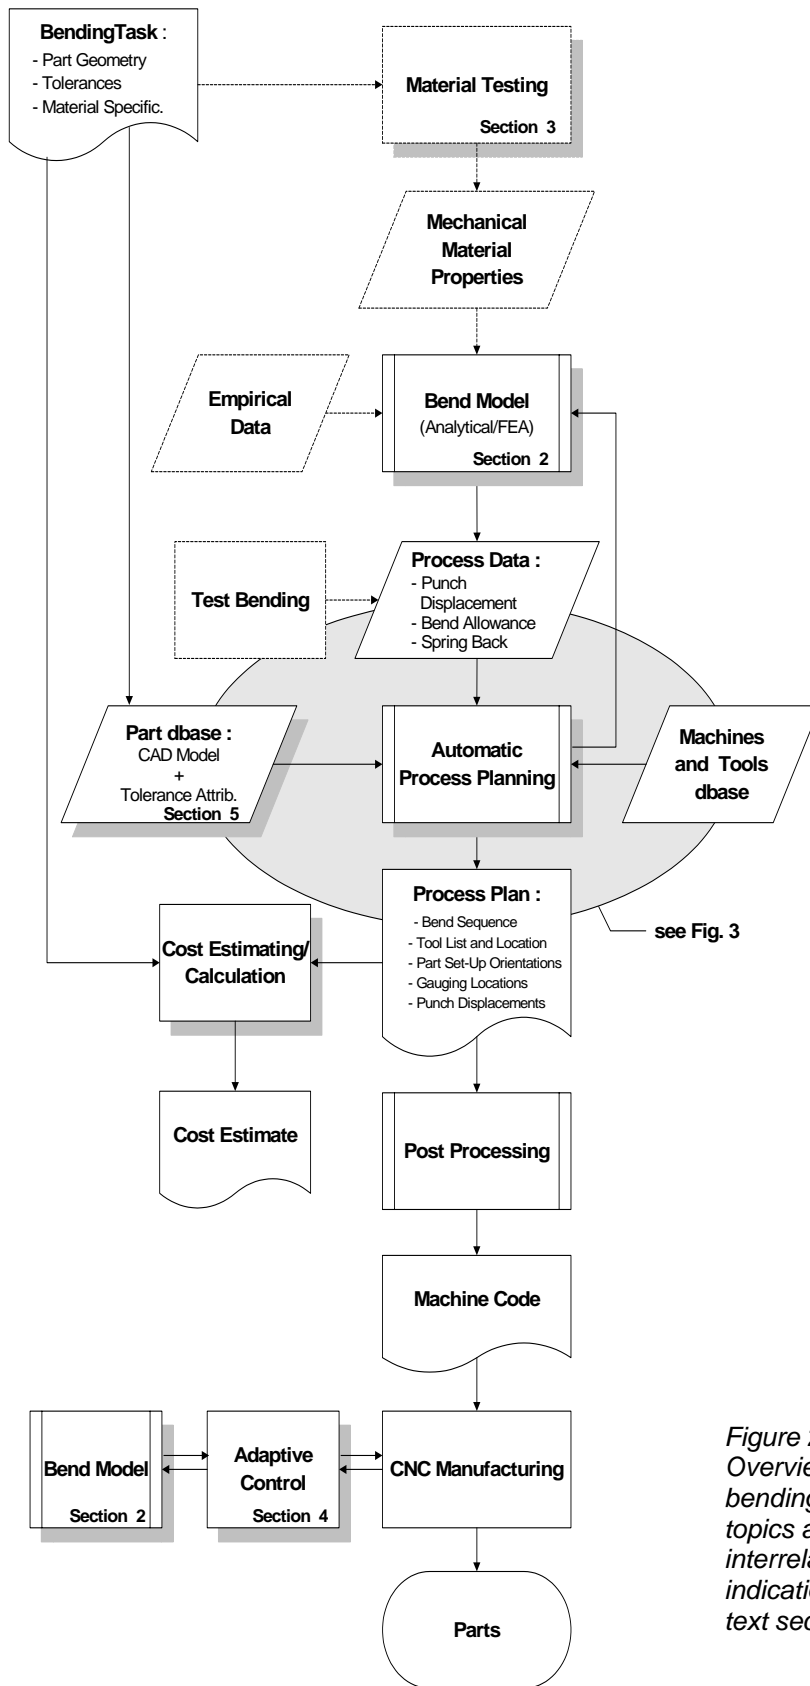 BendingTask :
- Part Geometry
- Tolerances
- Material Specific.
Material Testing
Section 3
Mechanical
Material
Properties
Empirical
Data
Bend Model
(Analytical/FEA)
Section 2
Test Bending
Process Data :
- Punch
Displacement
- Bend Allowance
- Spring Back
Part dbase :
CAD Model
+
Tolerance Attrib.
Section 5
Automatic
Process Planning
Machines
and Tools
dbase
Process Plan :
- Bend Sequence
- Tool List and Location
- Part Set-Up Orientations
- Gauging Locations
- Punch Displacements
see Fig. 3
Cost Estimating/
Calculation
Cost Estimate
Post Processing
Machine Code
Bend Model
Section 2
Adaptive
Control
Section 4
CNC Manufacturing
Parts
Figure
Overvie
bending
topics a
interrela
indicatio
text sec